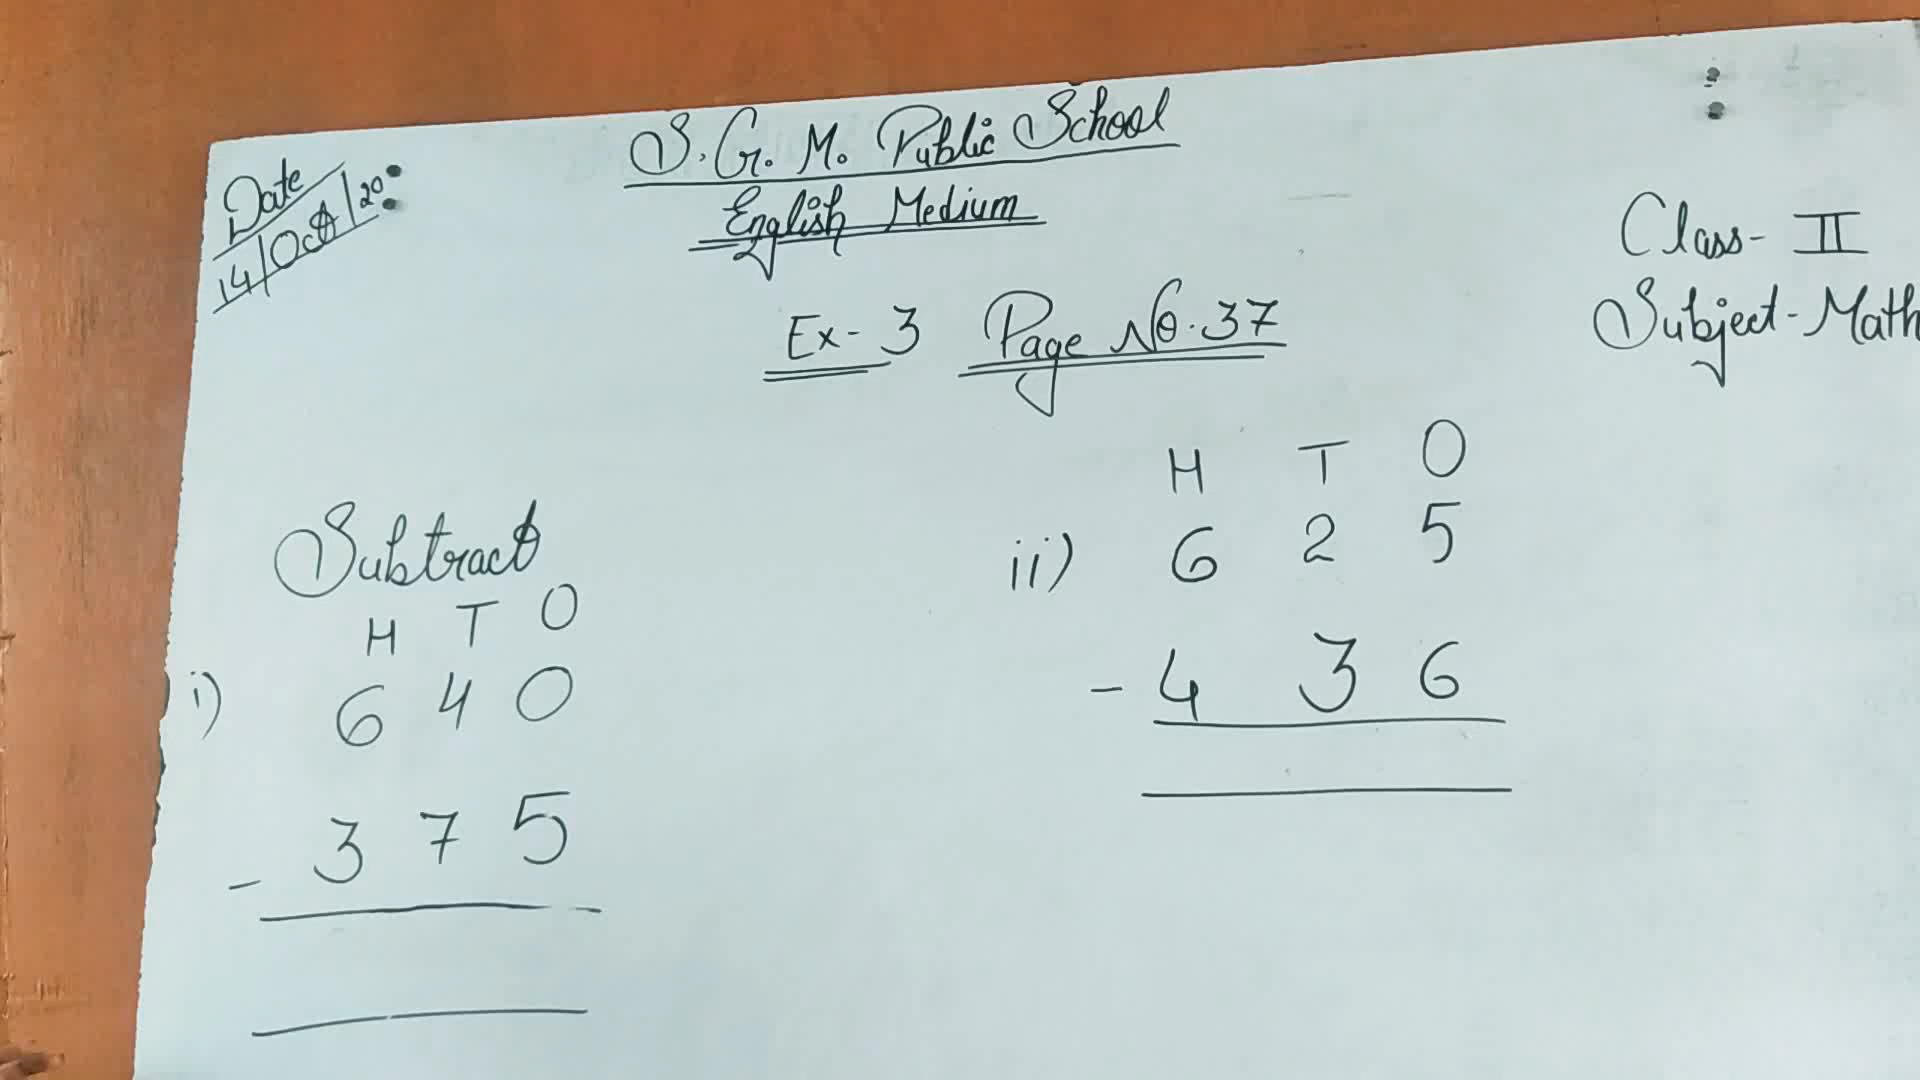 S. G. M. Public School
English Medium
Date
14/Oct/20
Class- II
Subject-Math
Ex- 3 Page No. 37
Subtract
H T O
i) 6 4 0
- 3 7 5
H T O
ii) 6 2 5
- 4 3 6